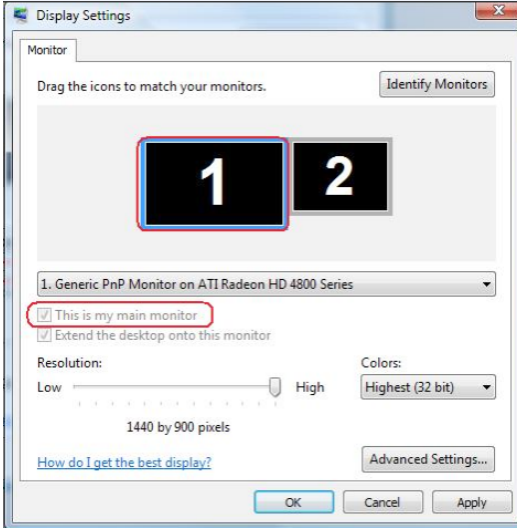 Display Settings
Monitor
Drag the icons to match your monitors.
Identify Monitors
1 2
1. Generic PnP Monitor on ATI Radeon HD 4800 Series
This is my main monitor
Extend the desktop onto this monitor
Resolution:
Colors:
Low High
Highest (32 bit)
1440 by 900 pixels
How do I get the best display?
Advanced Settings...
OK Cancel Apply